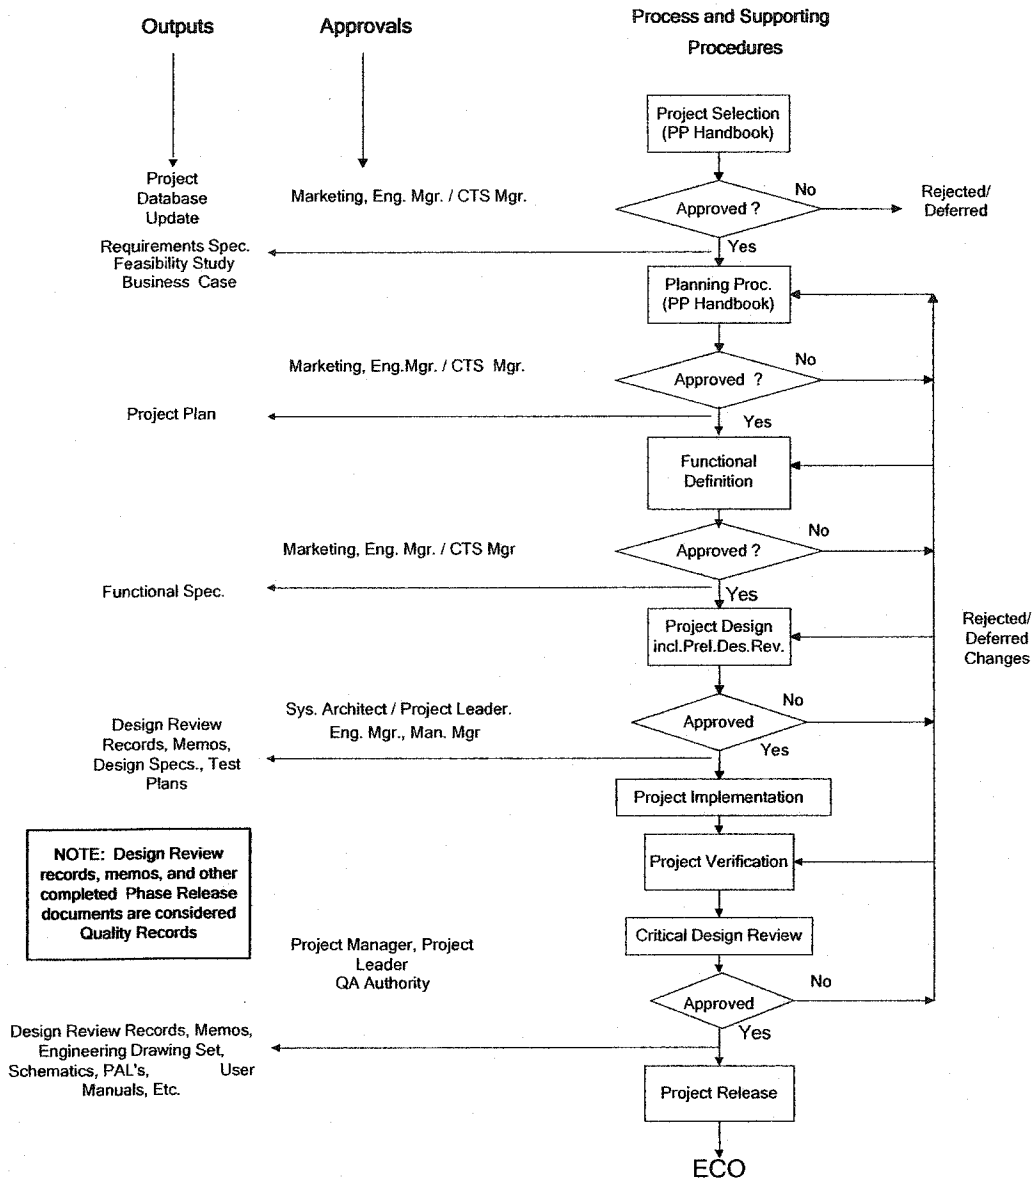 Outputs
Approvals
Process and Supporting
Procedures
Project Selection
(PP Handbook)
Project
Database
Update
Marketing, Eng. Mgr. / CTS Mgr.
Approved ?
No
Rejected/
Deferred
Yes
Requirements Spec.
Feasibility Study
Business Case
Planning Proc.
(PP Handbook)
Marketing, Eng.Mgr. / CTS Mgr.
Approved ?
No
Project Plan
Yes
Functional
Definition
Marketing, Eng. Mgr. / CTS Mgr
Approved ?
No
Functional Spec.
Yes
Project Design
incl.Prel.Des.Rev.
Rejected/
Deferred
Changes
Sys. Architect / Project Leader.
Eng. Mgr., Man. Mgr
Approved
No
Design Review
Records, Memos,
Design Specs., Test
Plans
Yes
Project Implementation
NOTE: Design Review
records, memos, and other
completed Phase Release
documents are considered
Quality Records
Project Verification
Critical Design Review
Project Manager, Project
Leader
QA Authority
Approved
No
Yes
Design Review Records, Memos,
Engineering Drawing Set,
Schematics, PAL's, User
Manuals, Etc.
Project Release
ECO